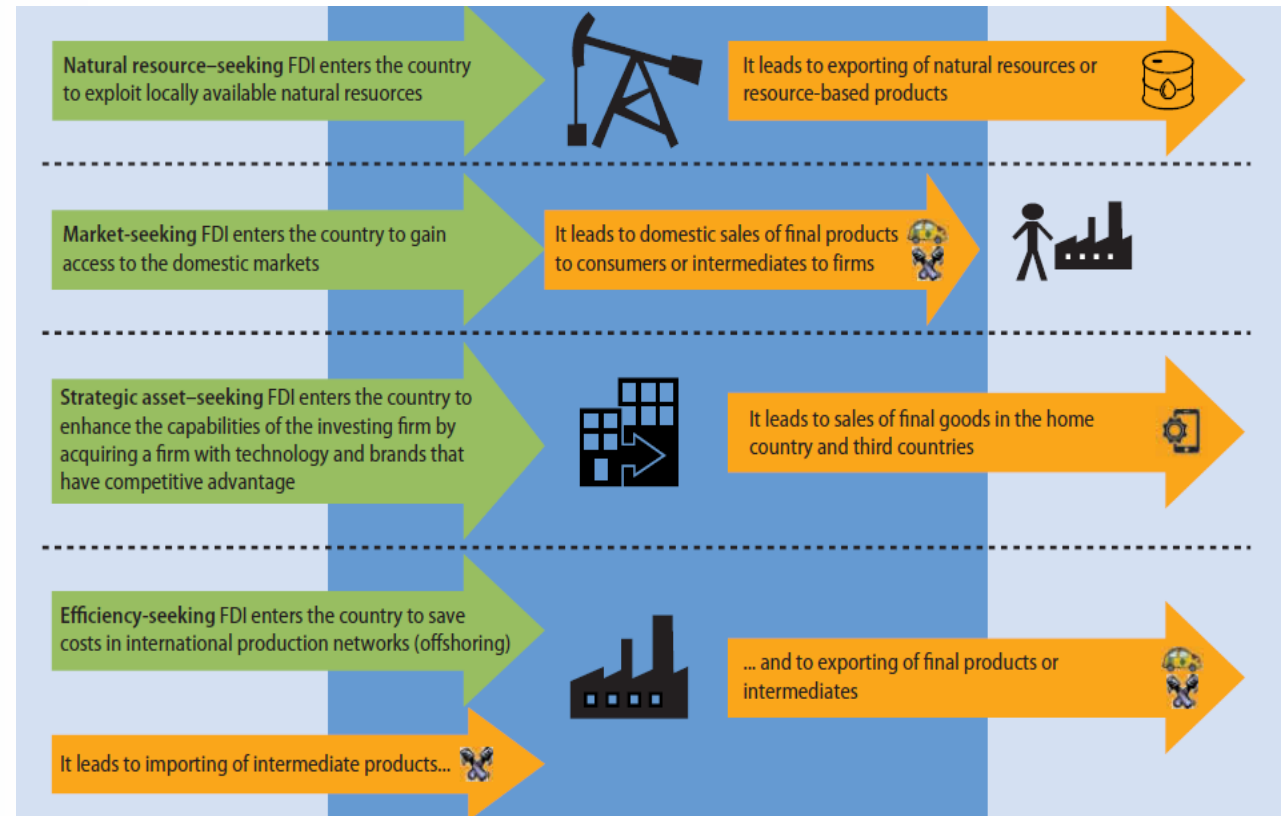 Natural resource–seeking FDI enters the country
to exploit locally available natural resuorces
It leads to exporting of natural resources or
resource-based products
Market-seeking FDI enters the country to gain
access to the domestic markets
It leads to domestic sales of final products
to consumers or intermediates to firms
Strategic asset–seeking FDI enters the country to
enhance the capabilities of the investing firm by
acquiring a firm with technology and brands that
have competitive advantage
It leads to sales of final goods in the home
country and third countries
Efficiency-seeking FDI enters the country to save
costs in international production networks (offshoring)
It leads to importing of intermediate products...
... and to exporting of final products or
intermediates